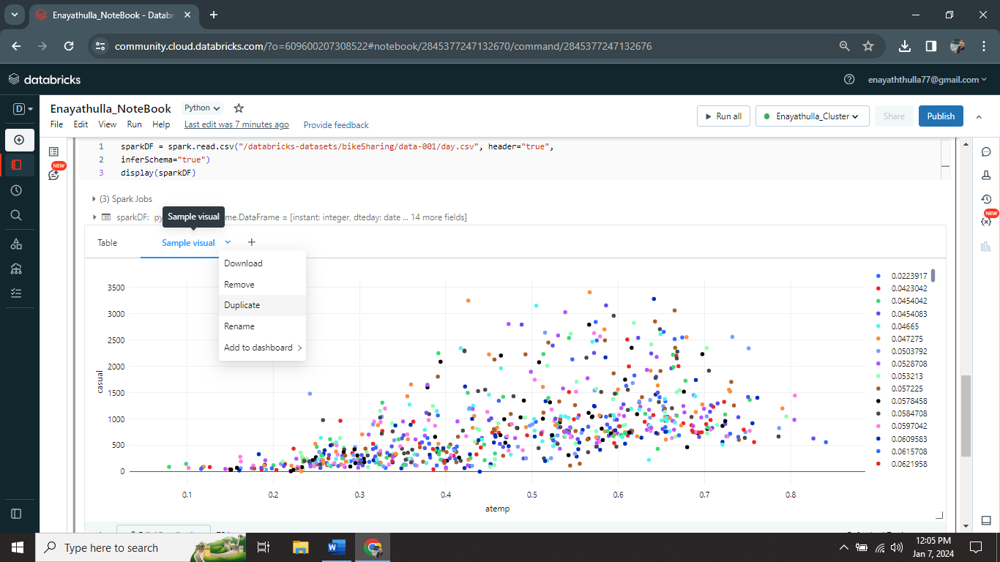 Enayathulla_NoteBook - Databr
community.cloud.databricks.com/?o=609600207308522#notebook/2845377247132670/command/2845377247132676
databricks
enayaththulla77@gmail.com
D
Enayathulla_NoteBook
Python
File Edit View Run Help Last edit was 7 minutes ago Provide feedback
Run all
Enayathulla_Cluster
Share
Publish
NEW
NEW
1 sparkDF = spark.read.csv("/databricks-datasets/bikeSharing/data-001/day.csv", header="true",
2 inferSchema="true")
3 display(sparkDF)
(3) Spark Jobs
sparkDF: py
me.DataFrame = [instant: integer, dteday: date ... 14 more fields]
Sample visual
Table
Sample visual
+
Download
Remove
Duplicate
Rename
Add to dashboard
3500
3000
2500
2000
1500
1000
500
0
casual
0.1 0.2 0.3 0.4 0.5 0.6 0.7 0.8
atemp
0.0223917
0.0423042
0.0454042
0.0454083
0.04665
0.047275
0.0503792
0.0528708
0.053213
0.057225
0.0578458
0.0584708
0.0597042
0.0609583
0.0615708
0.0621958
Type here to search
12:05 PM
Jan 7, 2024